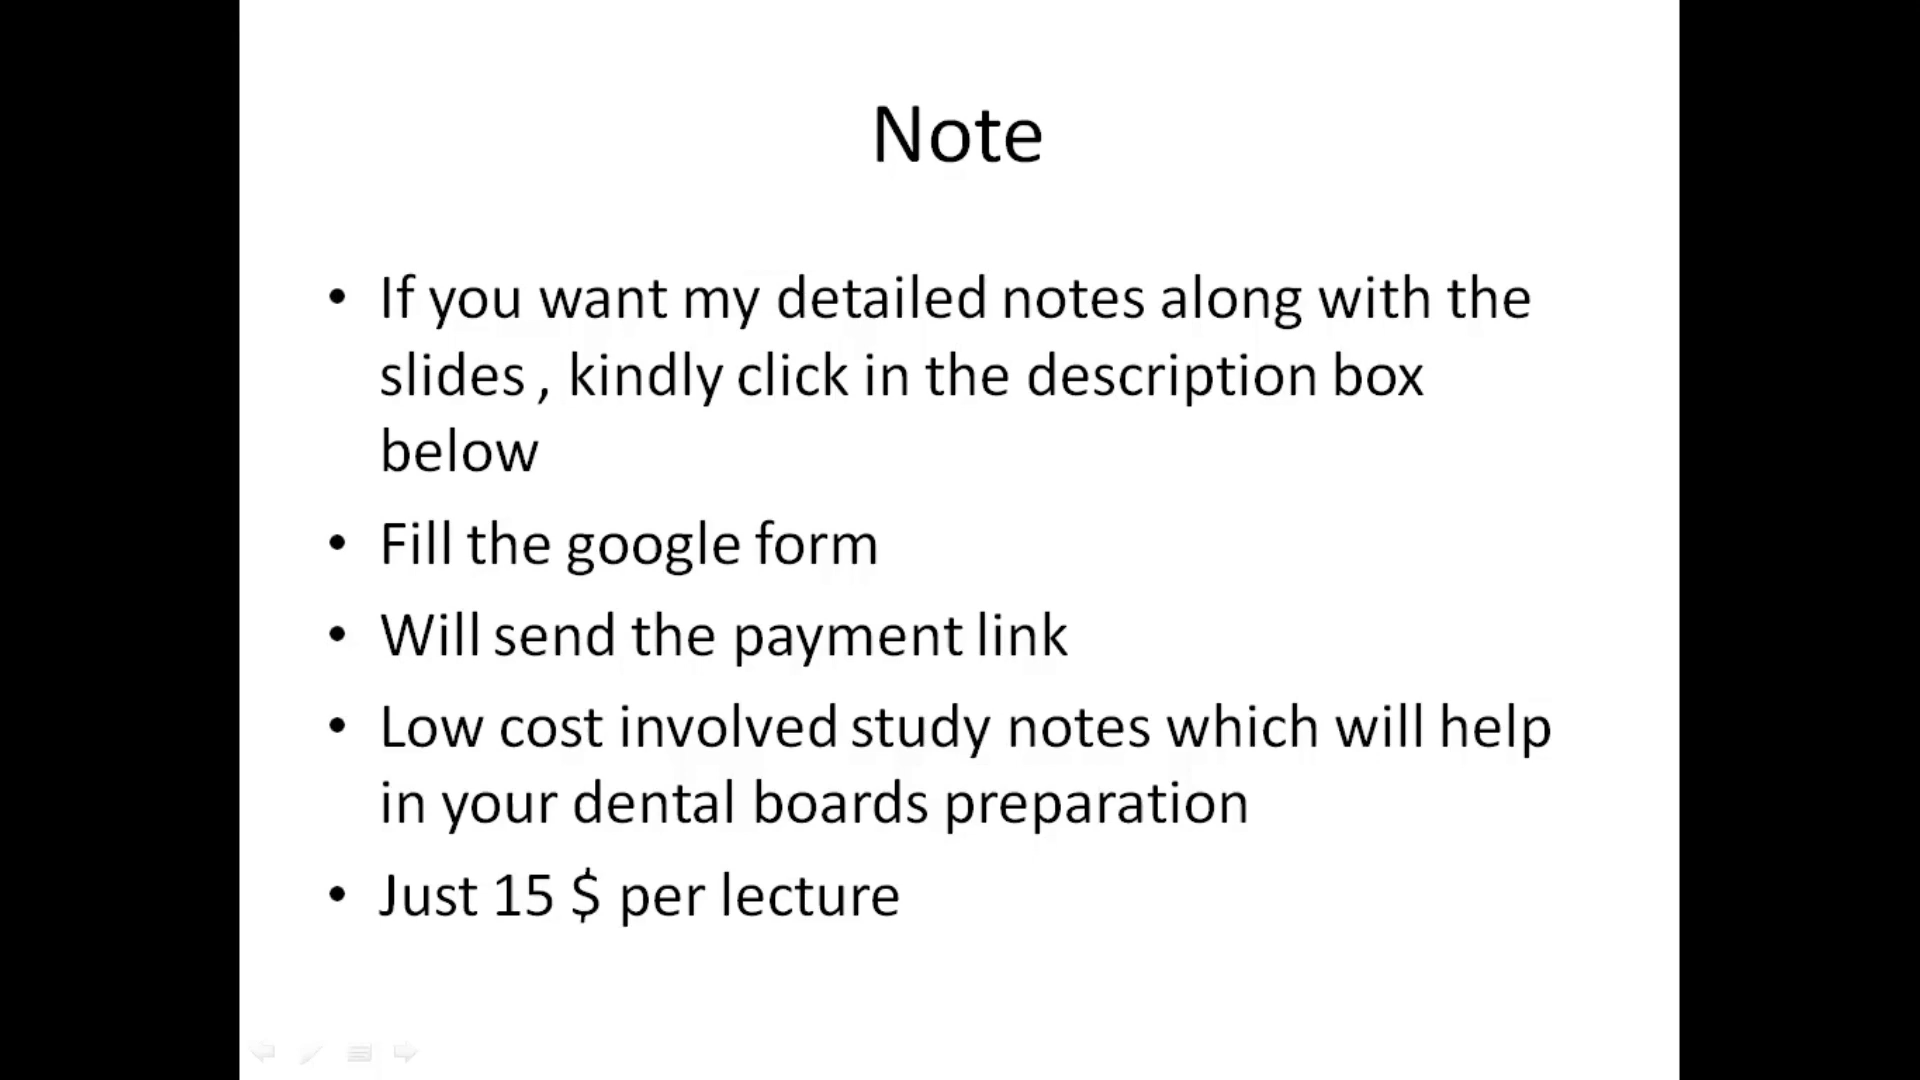 Note
• If you want my detailed notes along with the
slides , kindly click in the description box
below
• Fill the google form
• Will send the payment link
• Low cost involved study notes which will help
in your dental boards preparation
• Just 15 $ per lecture